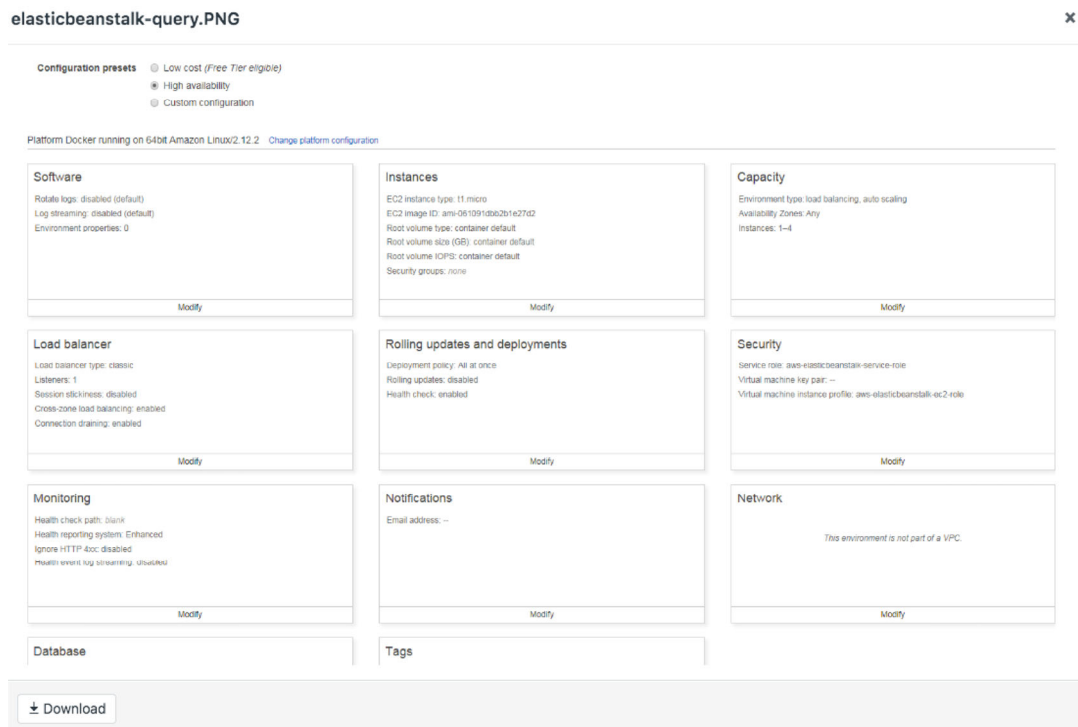 elasticbeanstalk-query.PNG
×
Configuration presets
Low cost (Free Tier eligible)
High availability
Custom configuration
Platform Docker running on 64bit Amazon Linux/2.12.2 Change platform configuration
Software
Rotate logs: disabled (default)
Log streaming: disabled (default)
Environment properties: 0
Modify
Instances
EC2 instance type: t1.micro
EC2 image ID: ami-061091dbb2b1e27d2
Root volume type: container default
Root volume size (GB): container default
Root volume IOPS: container default
Security groups: none
Modify
Capacity
Environment type: load balancing, auto scaling
Availability Zones: Any
Instances: 1–4
Modify
Load balancer
Load balancer type: classic
Listeners: 1
Session stickiness: disabled
Cross-zone load balancing: enabled
Connection draining: enabled
Modify
Rolling updates and deployments
Deployment policy: All at once
Rolling updates: disabled
Health check: enabled
Modify
Security
Service role: aws-elasticbeanstalk-service-role
Virtual machine key pair: --
Virtual machine instance profile: aws-elasticbeanstalk-ec2-role
Modify
Monitoring
Health check path: blank
Health reporting system: Enhanced
Ignore HTTP 4xx: disabled
Health event log streaming: disabled
Modify
Notifications
Email address: --
Modify
Network
This environment is not part of a VPC.
Modify
Database
Tags
Download